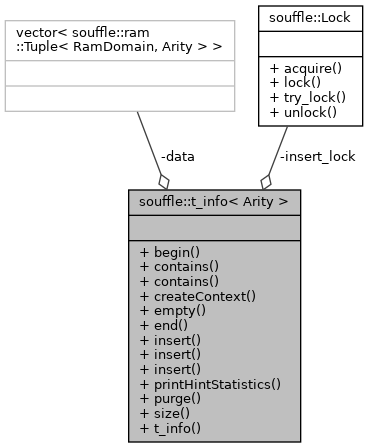 vector< souffle::ram
::Tuple< RamDomain, Arity > >
souffle::Lock
+ acquire()
+ lock()
+ try_lock()
+ unlock()
-data
-insert_lock
souffle::t_info< Arity >
+ begin()
+ contains()
+ contains()
+ createContext()
+ empty()
+ end()
+ insert()
+ insert()
+ insert()
+ printHintStatistics()
+ purge()
+ size()
+ t_info()